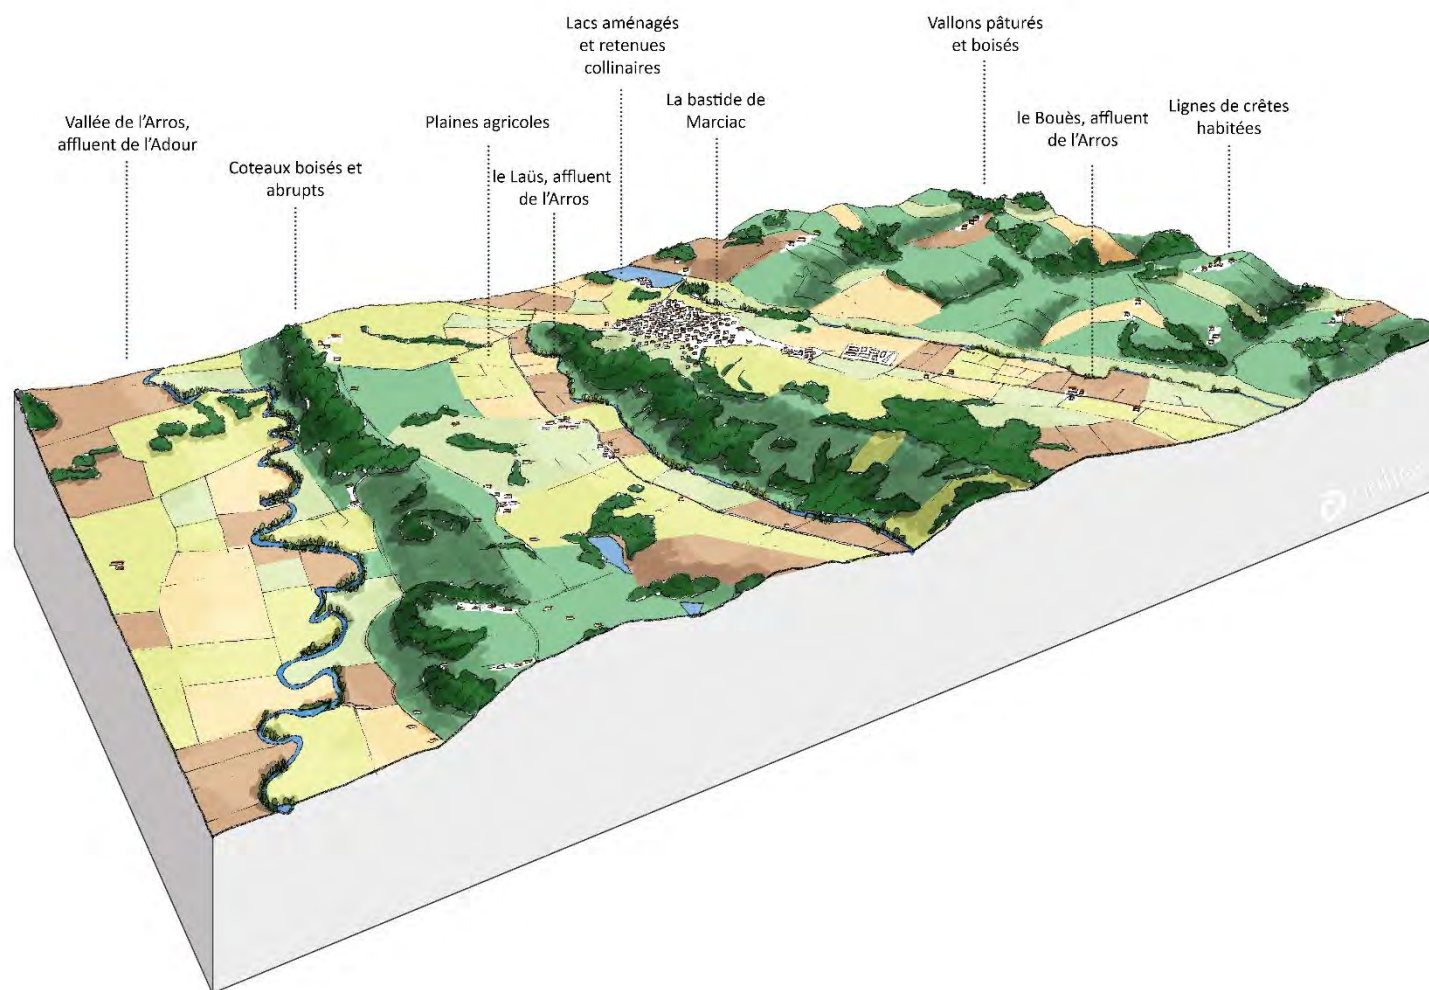 Lacs aménagés
et retenues
collinaires
Vallons pâturés
et boisés
La bastide de
Marciac
Lignes de crêtes
habitées
Vallée de l'Arros,
affluent de l'Adour
Plaines agricoles
le Bouès, affluent
de l'Arros
Coteaux boisés et
abrupts
le Laüs, affluent
de l'Arros